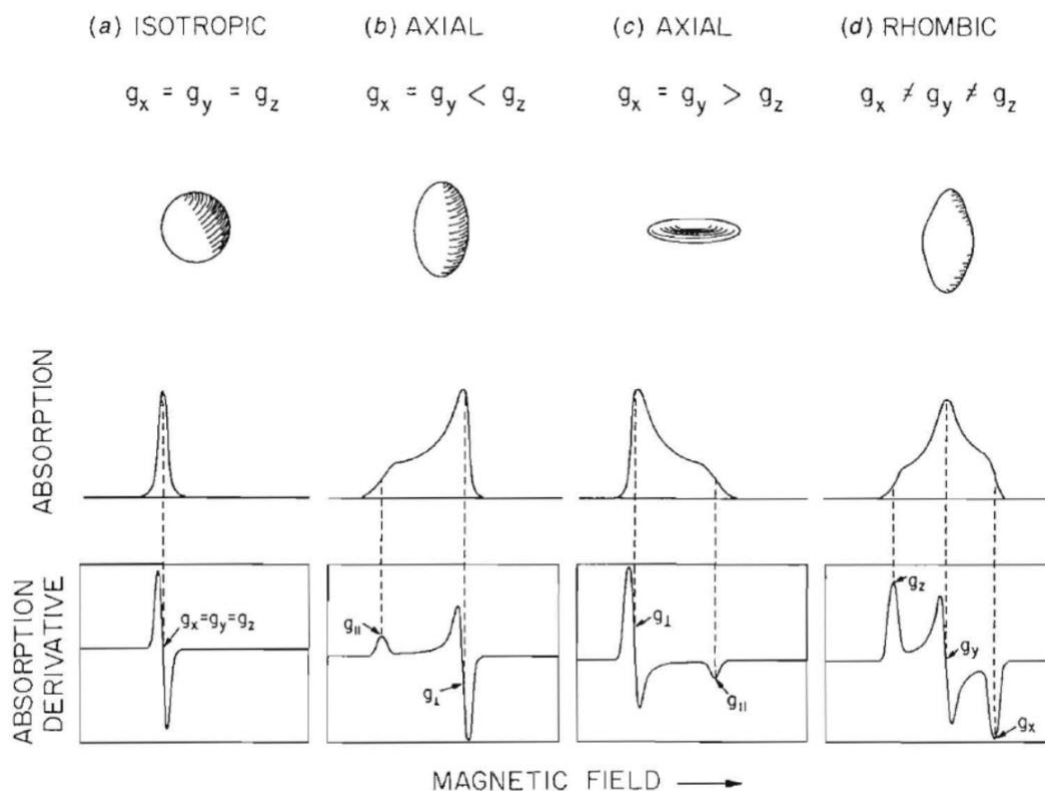 (a) ISOTROPIC (b) AXIAL (c) AXIAL (d) RHOMBIC
gx = gy = gz gx = gy < gz gx = gy > gz gx ≠ gy ≠ gz
ABSORPTION
ABSORPTION
DERIVATIVE
gx=gy=gz
g||
g⊥
g⊥
g||
gz
gy
gx
MAGNETIC FIELD →